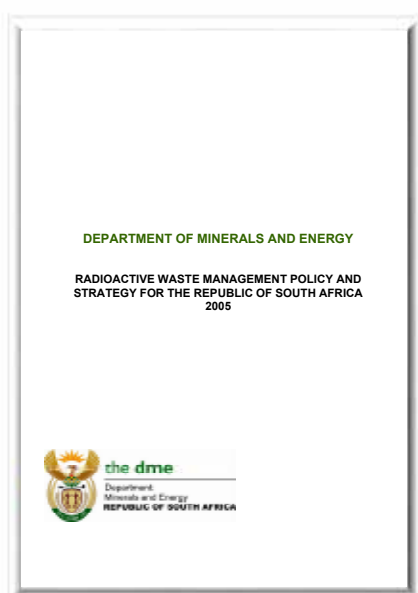 DEPARTMENT OF MINERALS AND ENERGY
RADIOACTIVE WASTE MANAGEMENT POLICY AND
STRATEGY FOR THE REPUBLIC OF SOUTH AFRICA
2005
the dme
Department:
Minerals and Energy
REPUBLIC OF SOUTH AFRICA